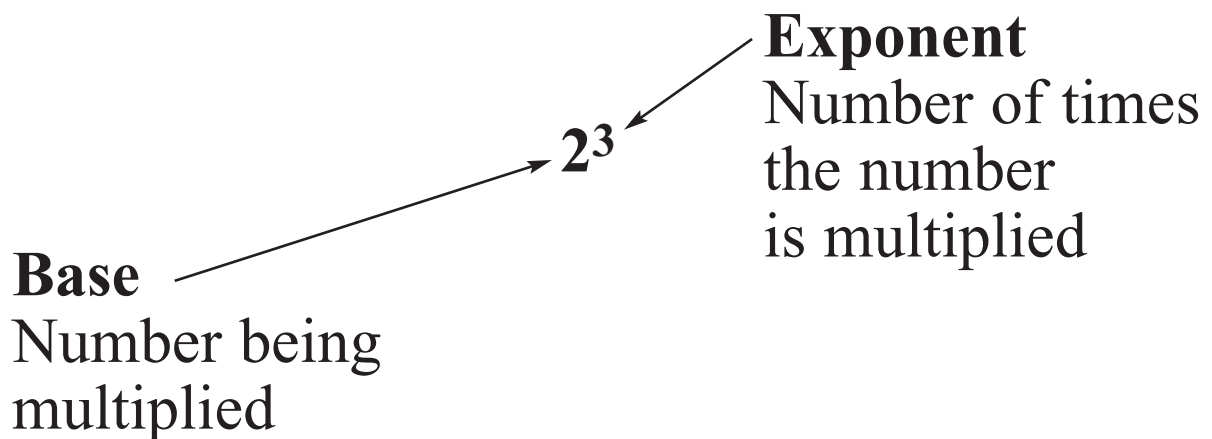 Exponent
Number of times
the number
is multiplied
2³
Base
Number being
multiplied